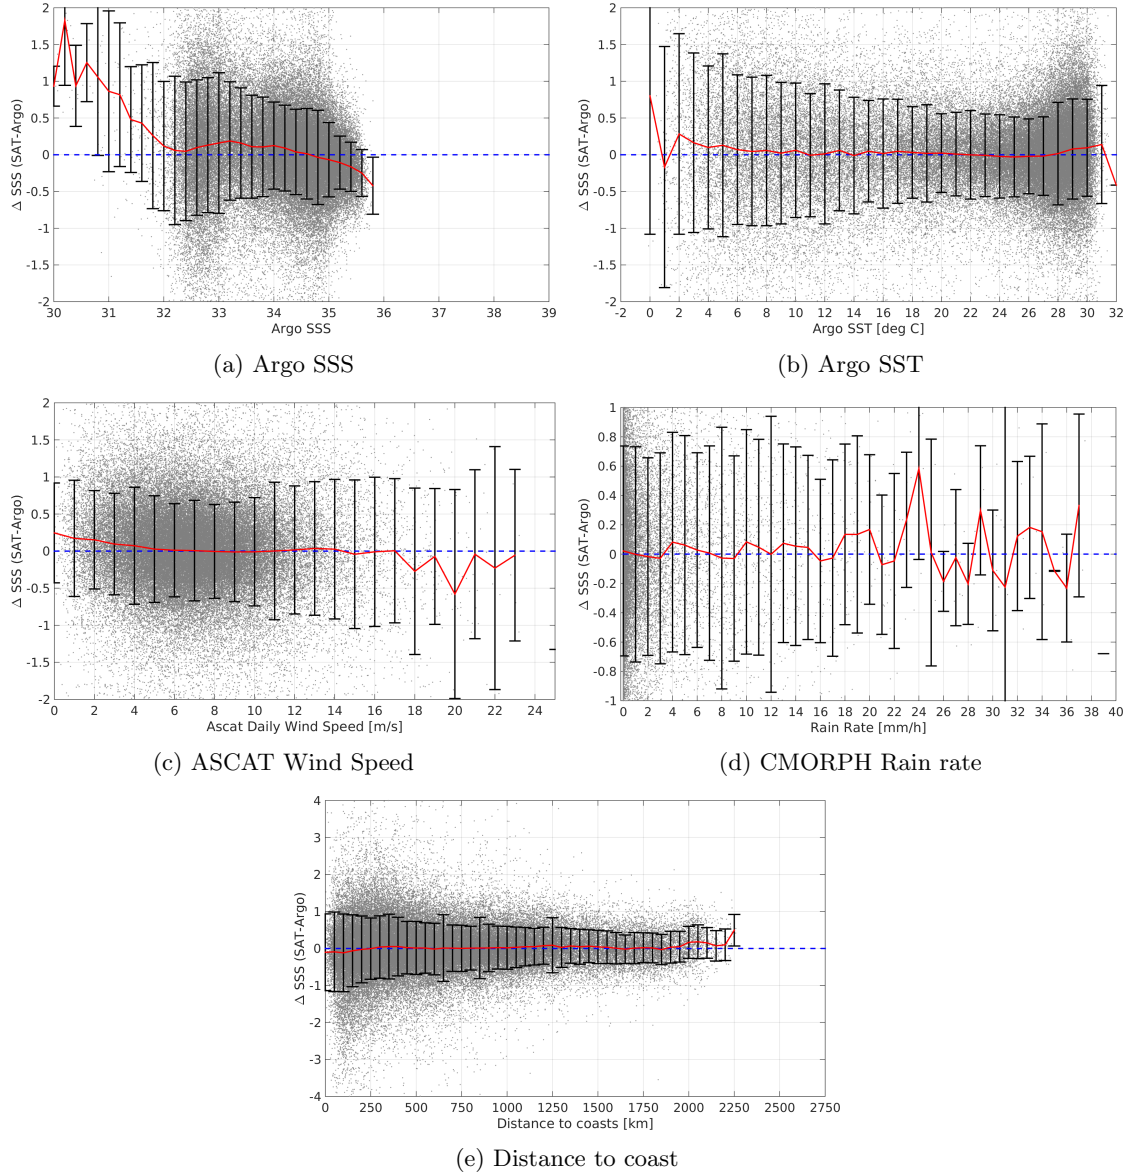 2
1.5
1
0.5
0
-0.5
-1
-1.5
-2
Δ SSS (SAT-Argo)
30 31 32 33 34 35 36 37 38 39
Argo SSS
(a) Argo SSS
2
1.5
1
0.5
0
-0.5
-1
-1.5
-2
Δ SSS (SAT-Argo)
-2 0 2 4 6 8 10 12 14 16 18 20 22 24 26 28 30 32
Argo SST [deg C]
(b) Argo SST
2
1.5
1
0.5
0
-0.5
-1
-1.5
-2
Δ SSS (SAT-Argo)
0 2 4 6 8 10 12 14 16 18 20 22 24
Ascat Daily Wind Speed [m/s]
(c) ASCAT Wind Speed
1
0.8
0.6
0.4
0.2
0
-0.2
-0.4
-0.6
-0.8
-1
Δ SSS (SAT-Argo)
0 2 4 6 8 10 12 14 16 18 20 22 24 26 28 30 32 34 36 38 40
Rain Rate [mm/h]
(d) CMORPH Rain rate
4
3
2
1
0
-1
-2
-3
-4
Δ SSS (SAT-Argo)
0 250 500 750 1000 1250 1500 1750 2000 2250 2500 2750
Distance to coasts [km]
(e) Distance to coast